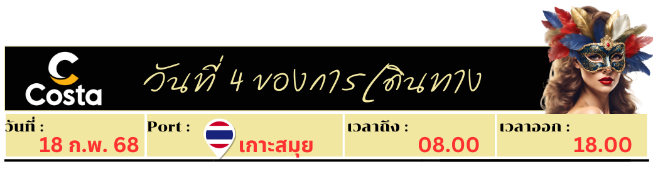 Costa
วันที่ 4 ของการเดินทาง
วันที่ : 18 ก.พ. 68
Port : เกาะสมุย
เวลาถึง : 08.00
เวลาออก : 18.00